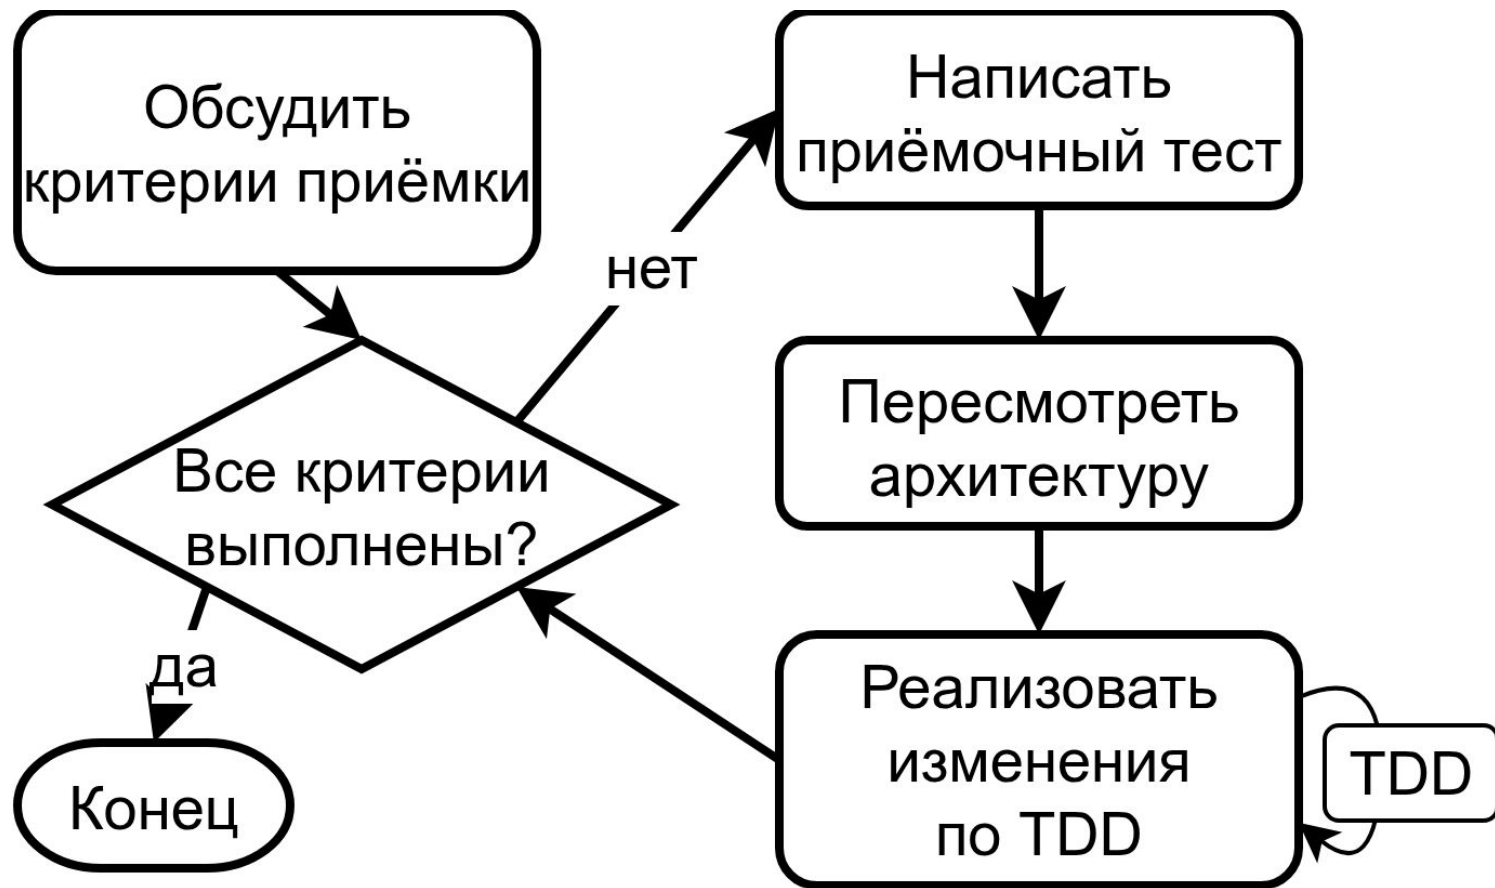 Обсудить
критерии приёмки
нет
Написать
приёмочный тест
Все критерии
выполнены?
Пересмотреть
архитектуру
да
Конец
Реализовать
изменения
по TDD
TDD